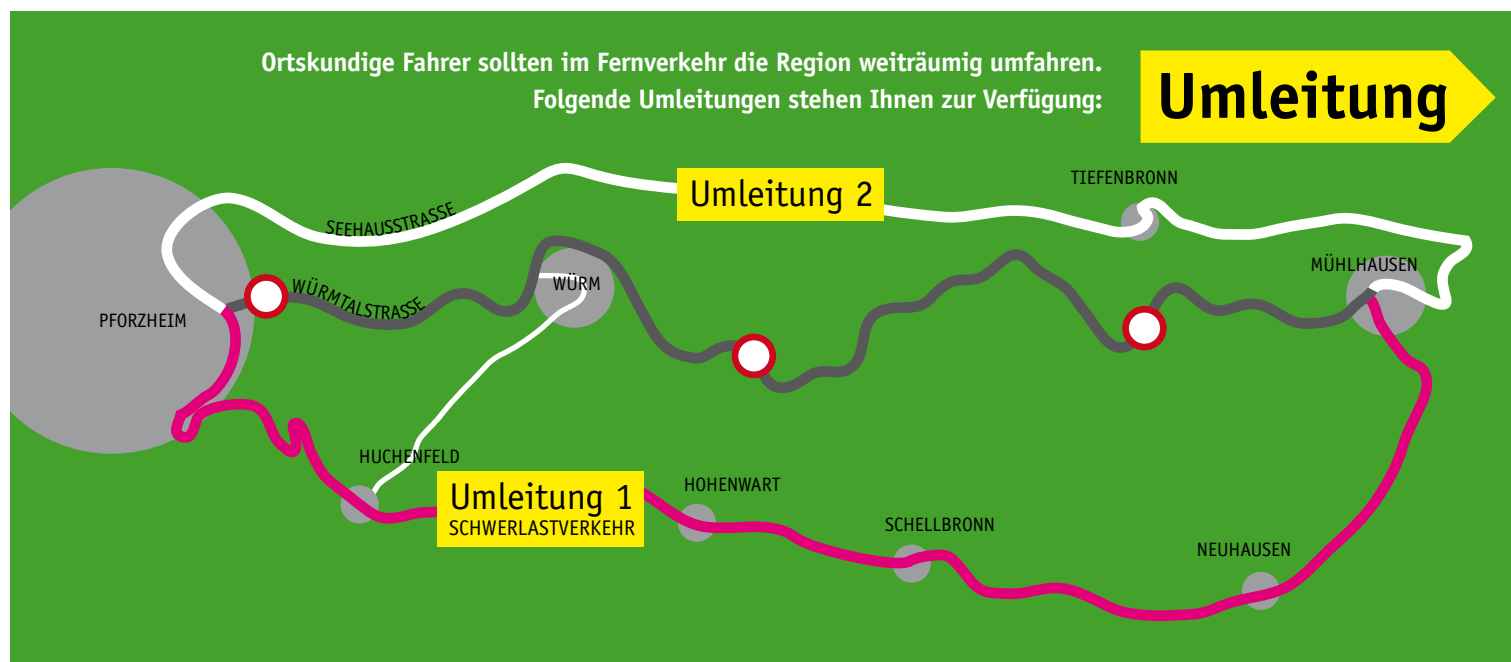 Ortskundige Fahrer sollten im Fernverkehr die Region weiträumig umfahren.
Folgende Umleitungen stehen Ihnen zur Verfügung:
Umleitung
Umleitung 2
TIEFENBRONN
SEEHAUSSTRASSE
MÜHLHAUSEN
WÜRM
WÜRMTALSTRASSE
PFORZHEIM
HUCHENFELD
Umleitung 1
SCHWERLASTVERKEHR
HOHENWART
SCHELLBRONN
NEUHAUSEN